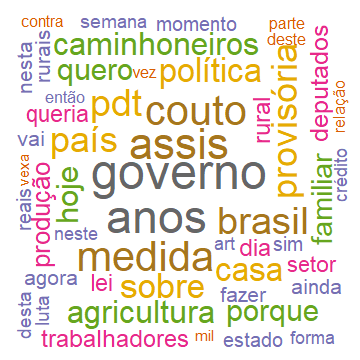 contra semana momento parte
deste
nesta
rurais
caminhoneiros
quero vez política
provisória
deputados
relação
então
queria pdt couto
rural
vai país assis
hoje
governo
familiar
crédito
vexa
reais
produção
anos
neste
brasil
medida
art dia sim
casa setor
agora lei sobre
fazer ainda
desta
luta
agricultura porque
trabalhadores mil estado forma